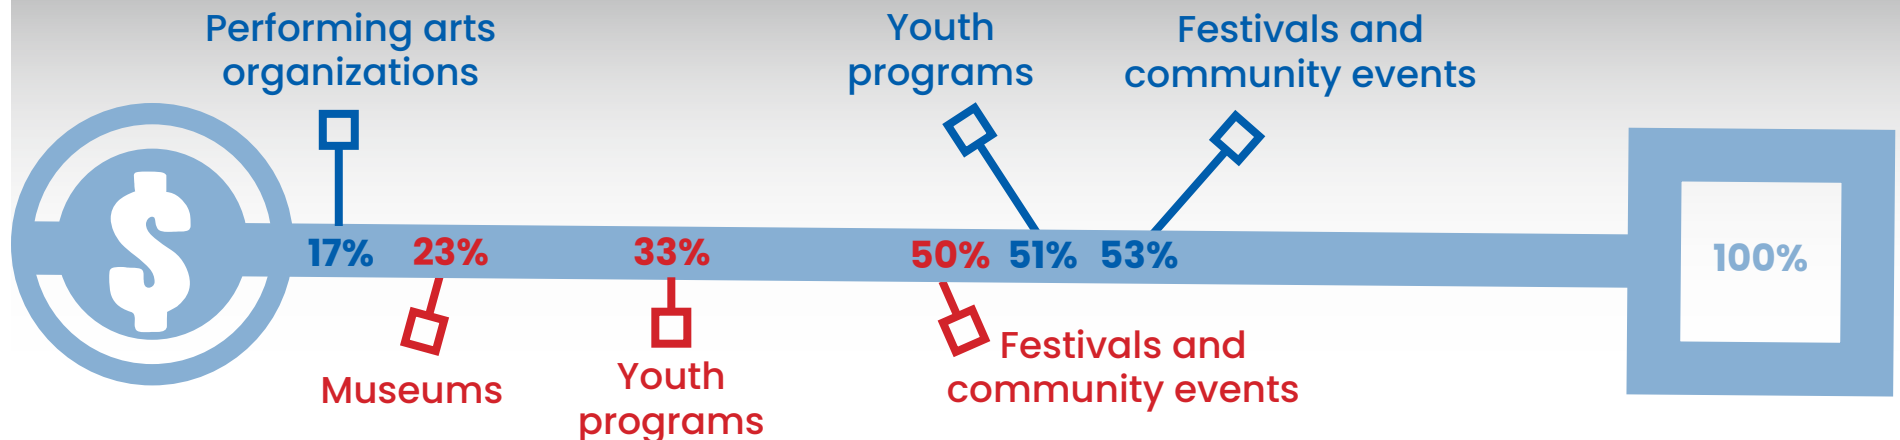 Performing arts
organizations
Youth
programs
Festivals and
community events
$
17% 23% 33% 50% 51% 53% 100%
Museums
Youth
programs
Festivals and
community events